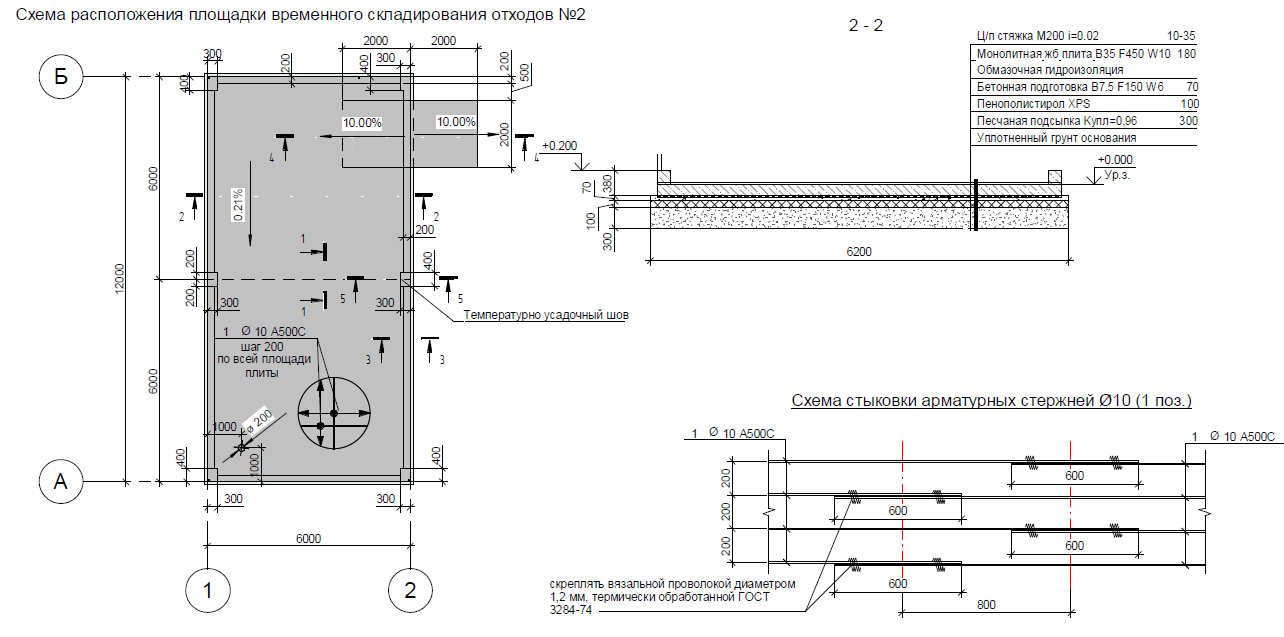 Схема расположения площадки временного складирования отходов №2
2000
2000
300
300
200
400
200
500
400
Б
10.00%
10.00%
2000
4
4
6000
0.21%
2
2
200
1
200
400
12000
200
300
300
1
5
5
Температурно усадочный шов
1 Ø 10 А500С
шаг 200
по всей площади
плиты
3
3
6000
1000
ø 200
1000
400
400
А
300
300
6000
1
2
2 - 2
Ц/п стяжка М200 i=0.02 10-35
Монолитная жб плита В35 F450 W10 180
Обмазочная гидроизоляция
Бетонная подготовка В7.5 F150 W6 70
Пенополистирол XPS 100
Песчаная подсыпка Купл=0,96 300
Уплотненный грунт основания
+0.200
+0.000
Ур.з.
380
70
100
300
6200
Схема стыковки арматурных стержней Ø10 (1 поз.)
1 Ø 10 А500С
1 Ø 10 А500С
200
600
200
600
200
600
600
скреплять вязальной проволокой диаметром
1,2 мм, термически обработанной ГОСТ
3284-74
800